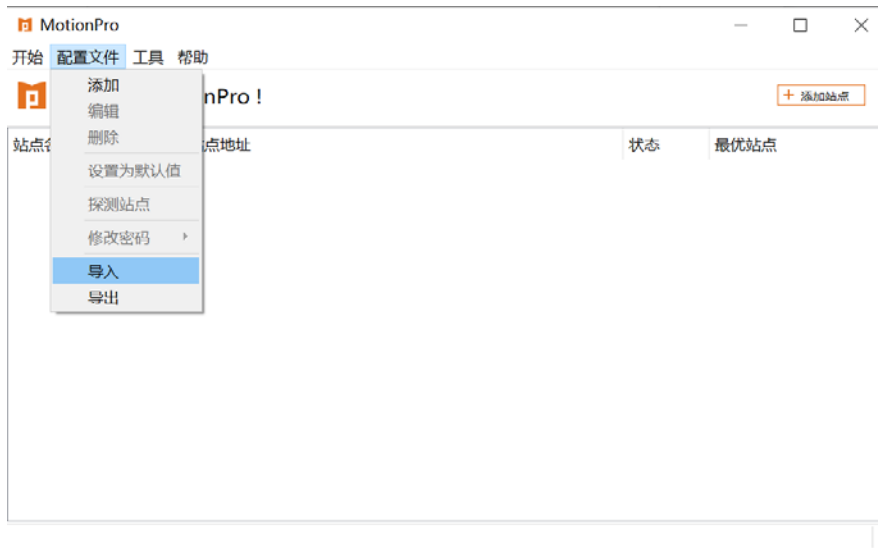 MotionPro
开始 配置文件 工具 帮助
添加
编辑
nPro !
+ 添加站点
删除
站点 点地址 状态 最优站点
设置为默认值
探测站点
修改密码
导入
导出